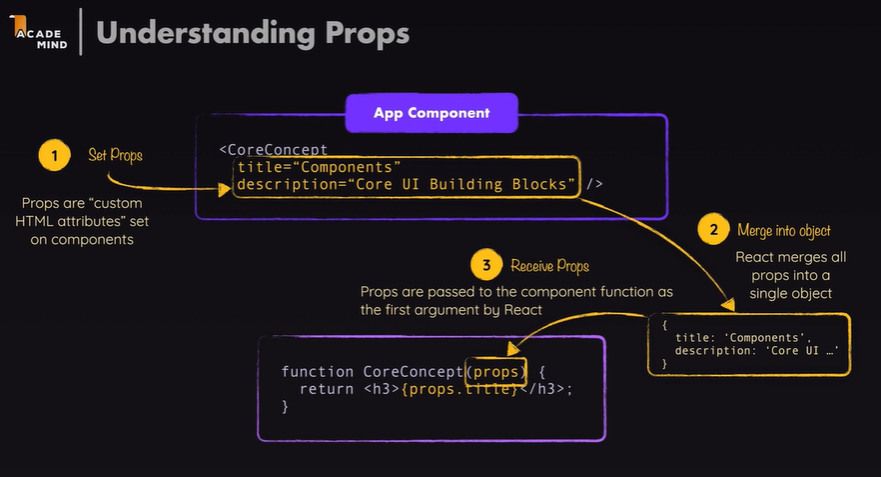 ACADE
MIND
Understanding Props
App Component
<CoreConcept
title=“Components”
description=“Core UI Building Blocks” />
1
Set Props
Props are “custom
HTML attributes” set
on components
2
Merge into object
React merges all
props into a
single object
{
title: ‘Components’,
description: ‘Core UI …’
}
3
Receive Props
Props are passed to the component function as
the first argument by React
function CoreConcept(props) {
return <h3>{props.title}</h3>;
}